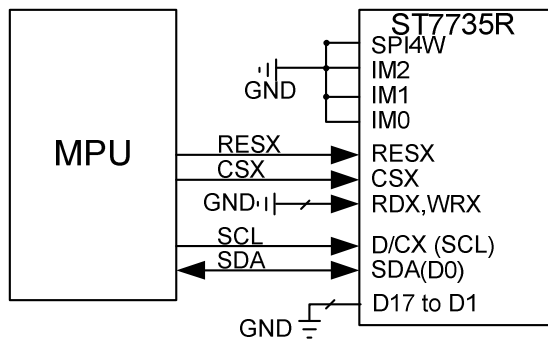 ST7735R
SPI4W
IM2
GND
IM1
IM0
MPU
RESX
RESX
CSX
CSX
GND
RDX,WRX
SCL
D/CX (SCL)
SDA
SDA(D0)
D17 to D1
GND